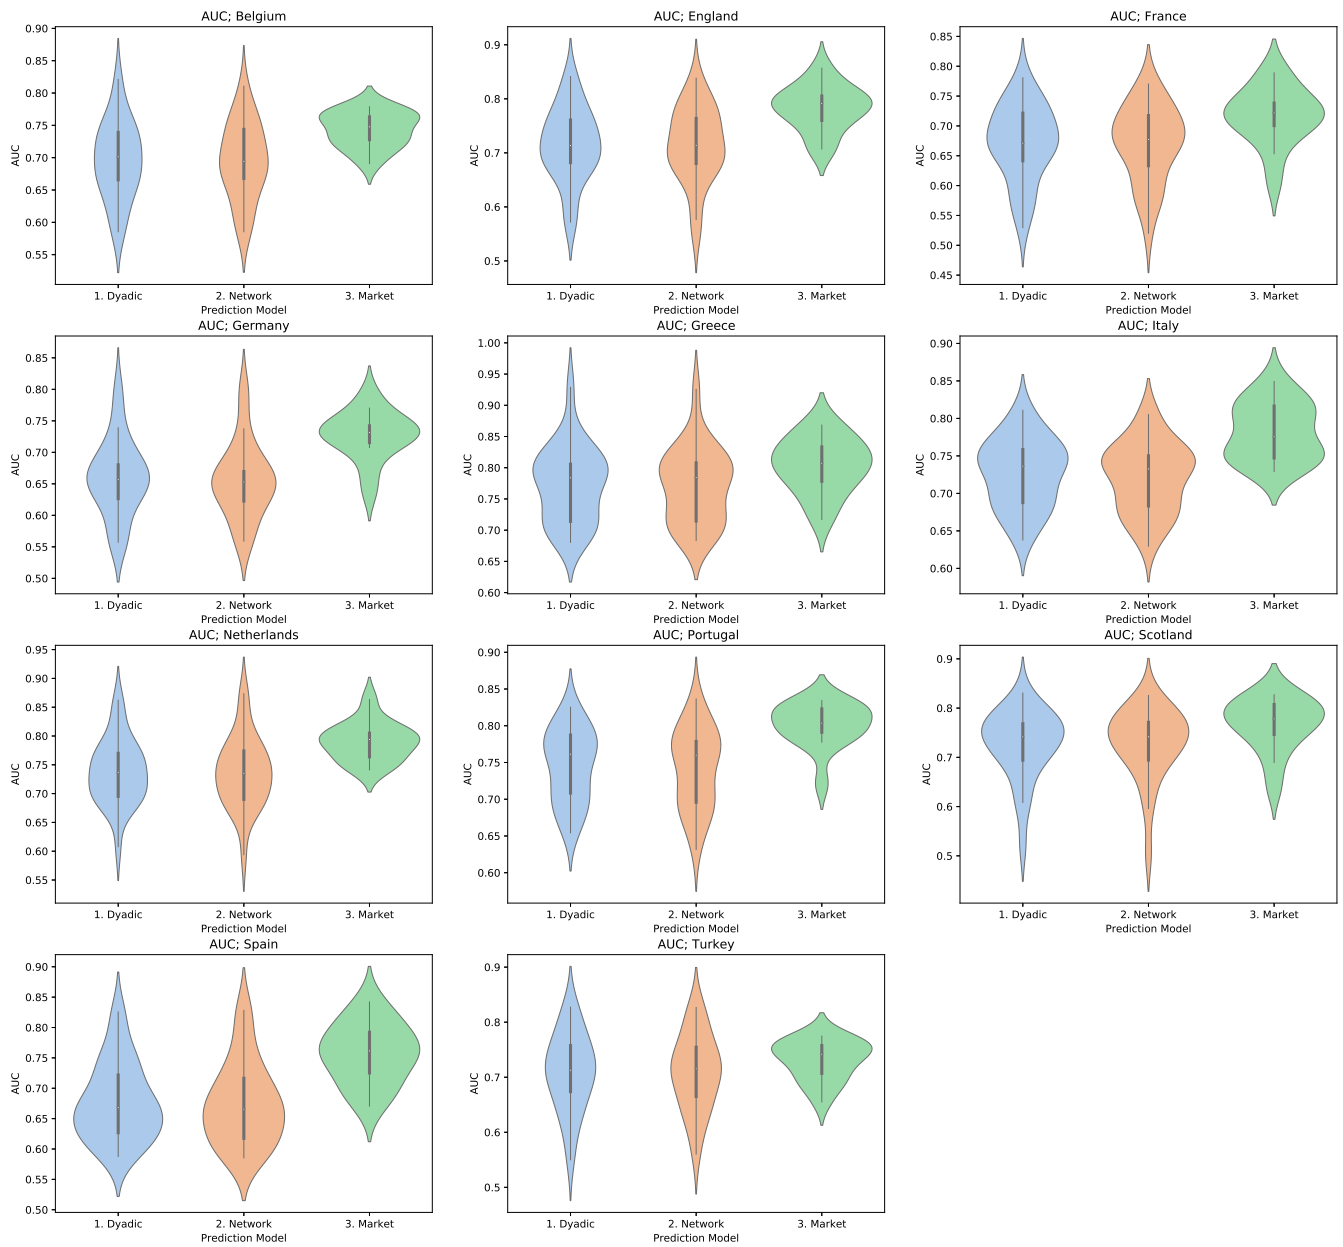 AUC; Belgium
0.90
0.85
0.80
0.75
0.70
0.65
0.60
0.55
AUC
1. Dyadic
2. Network
3. Market
Prediction Model
AUC; England
0.9
0.8
0.7
0.6
0.5
AUC
1. Dyadic
2. Network
3. Market
Prediction Model
AUC; France
0.85
0.80
0.75
0.70
0.65
0.60
0.55
0.50
0.45
AUC
1. Dyadic
2. Network
3. Market
Prediction Model
AUC; Germany
0.85
0.80
0.75
0.70
0.65
0.60
0.55
0.50
AUC
1. Dyadic
2. Network
3. Market
Prediction Model
AUC; Greece
1.00
0.95
0.90
0.85
0.80
0.75
0.70
0.65
0.60
AUC
1. Dyadic
2. Network
3. Market
Prediction Model
AUC; Italy
0.90
0.85
0.80
0.75
0.70
0.65
0.60
AUC
1. Dyadic
2. Network
3. Market
Prediction Model
AUC; Netherlands
0.95
0.90
0.85
0.80
0.75
0.70
0.65
0.60
0.55
AUC
1. Dyadic
2. Network
3. Market
Prediction Model
AUC; Portugal
0.90
0.85
0.80
0.75
0.70
0.65
0.60
AUC
1. Dyadic
2. Network
3. Market
Prediction Model
AUC; Scotland
0.9
0.8
0.7
0.6
0.5
AUC
1. Dyadic
2. Network
3. Market
Prediction Model
AUC; Spain
0.90
0.85
0.80
0.75
0.70
0.65
0.60
0.55
0.50
AUC
1. Dyadic
2. Network
3. Market
Prediction Model
AUC; Turkey
0.9
0.8
0.7
0.6
0.5
AUC
1. Dyadic
2. Network
3. Market
Prediction Model